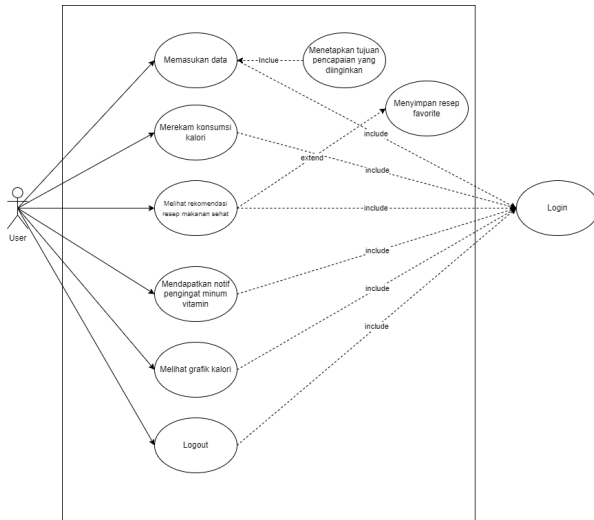 Memasukan data
Inclue
Menetapkan tujuan
pencapaian yang
diinginkan
Menyimpan resep
favorite
Merekam konsumsi
kalori
include
extend
include
Melihat rekomendasi
resep makanan sehat
include
Login
User
Mendapatkan notif
pengingat minum
vitamin
include
include
Melihat grafik kalori
include
Logout